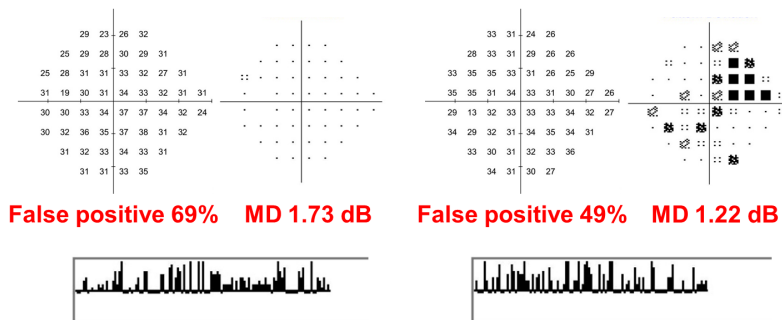 29 23 26 32
25 29 28 30 29 31
25 28 31 31 33 32 27 31
31 19 30 31 34 33 32 32 31 31
30 30 33 34 37 37 34 32 32 24
30 32 36 35 37 38 31 32
31 32 33 34 33 31
31 31 33 35
33 31 24 26
28 33 31 29 26 26
33 35 35 33 31 26 25 29
35 35 31 34 33 29 31 30 27 26
29 13 32 33 33 34 30 34 32 27
34 29 32 31 34 35 34 31
33 30 31 32 33 36
34 31 30 27
False positive 69% MD 1.73 dB
False positive 49% MD 1.22 dB